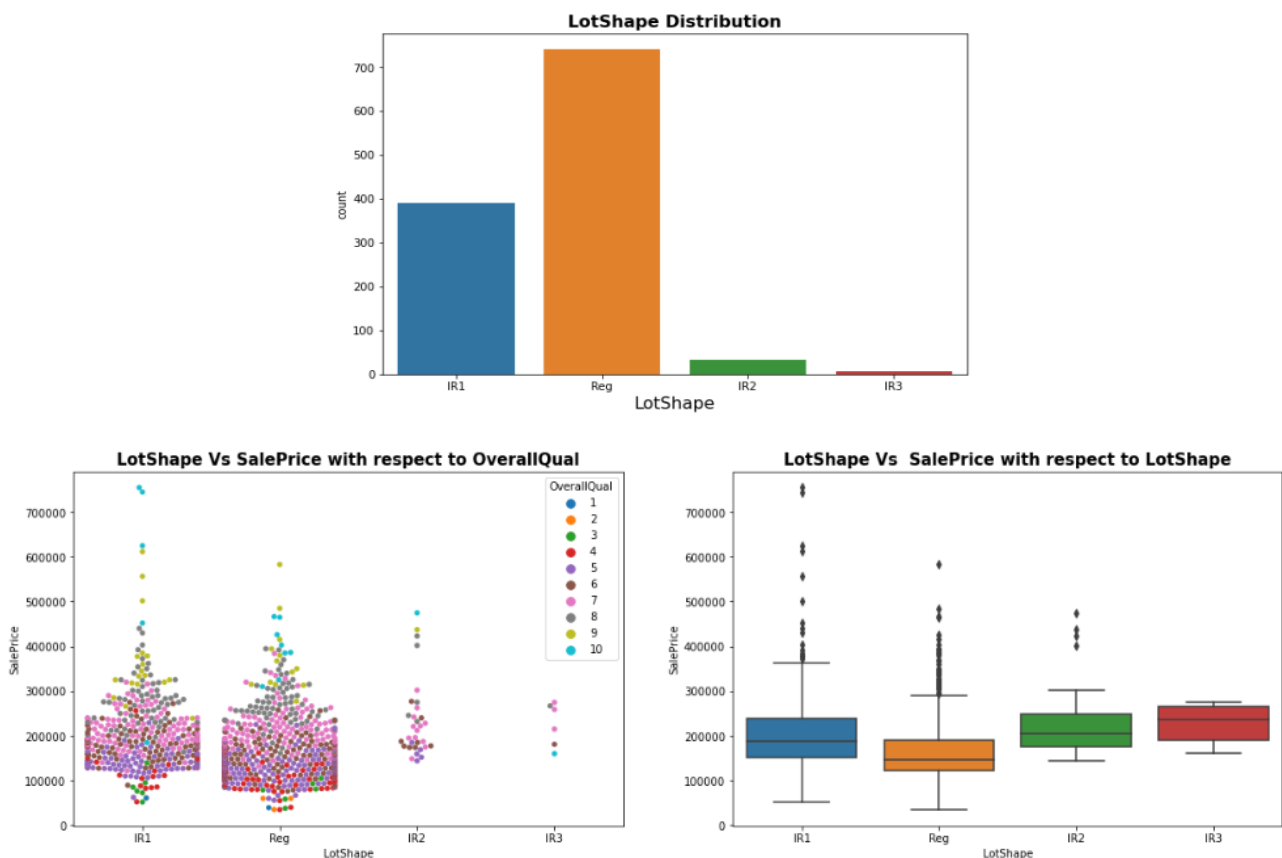 LotShape Distribution
700
600
500
400
300
200
100
0
count
IR1 Reg IR2 IR3
LotShape
LotShape Vs SalePrice with respect to OverallQual
700000
600000
500000
400000
300000
200000
100000
0
SalePrice
OverallQual
1
2
3
4
5
6
7
8
9
10
IR1 Reg IR2 IR3
LotShape
LotShape Vs  SalePrice with respect to LotShape
700000
600000
500000
400000
300000
200000
100000
0
SalePrice
IR1 Reg IR2 IR3
LotShape